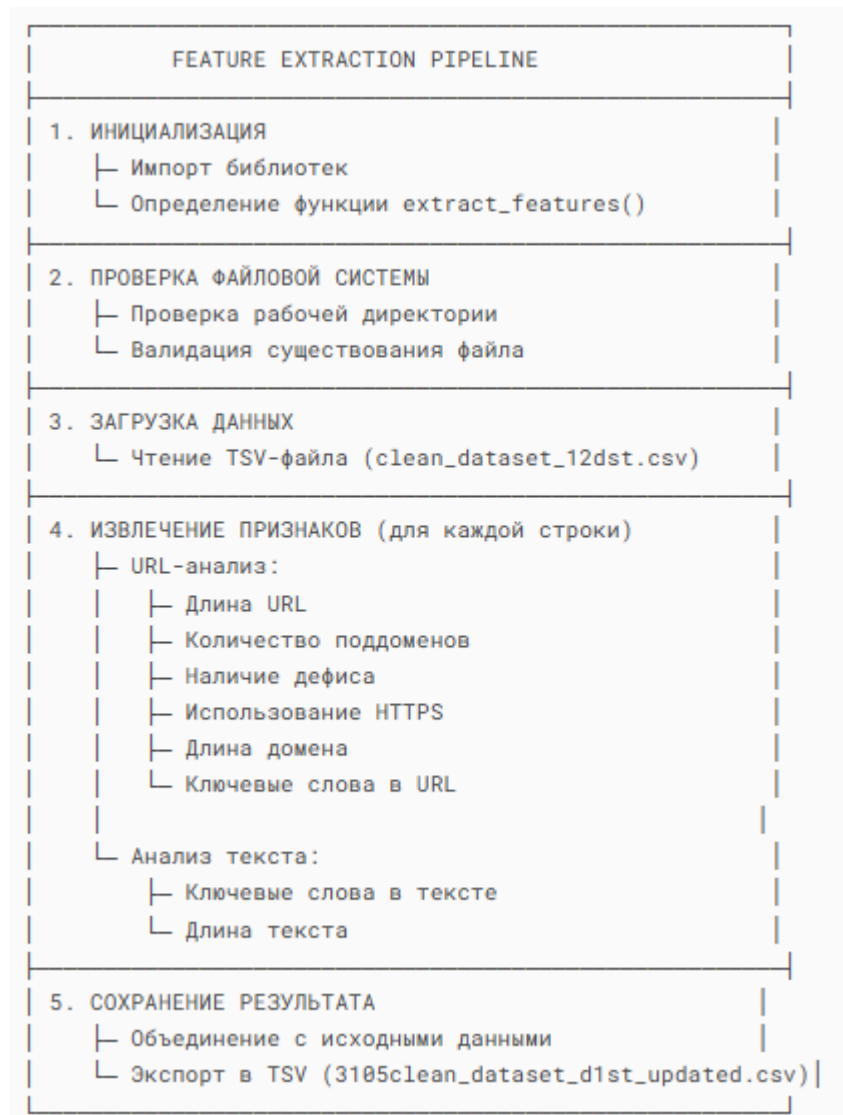 FEATURE EXTRACTION PIPELINE
1. ИНИЦИАЛИЗАЦИЯ
├─ Импорт библиотек
└─ Определение функции extract_features()
2. ПРОВЕРКА ФАЙЛОВОЙ СИСТЕМЫ
├─ Проверка рабочей директории
└─ Валидация существования файла
3. ЗАГРУЗКА ДАННЫХ
└─ Чтение TSV-файла (clean_dataset_12dst.csv)
4. ИЗВЛЕЧЕНИЕ ПРИЗНАКОВ (для каждой строки)
├─ URL-анализ:
│ ├─ Длина URL
│ ├─ Количество поддоменов
│ ├─ Наличие дефиса
│ ├─ Использование HTTPS
│ ├─ Длина домена
│ └─ Ключевые слова в URL
└─ Анализ текста:
├─ Ключевые слова в тексте
└─ Длина текста
5. СОХРАНЕНИЕ РЕЗУЛЬТАТА
├─ Объединение с исходными данными
└─ Экспорт в TSV (3105clean_dataset_d1st_updated.csv)